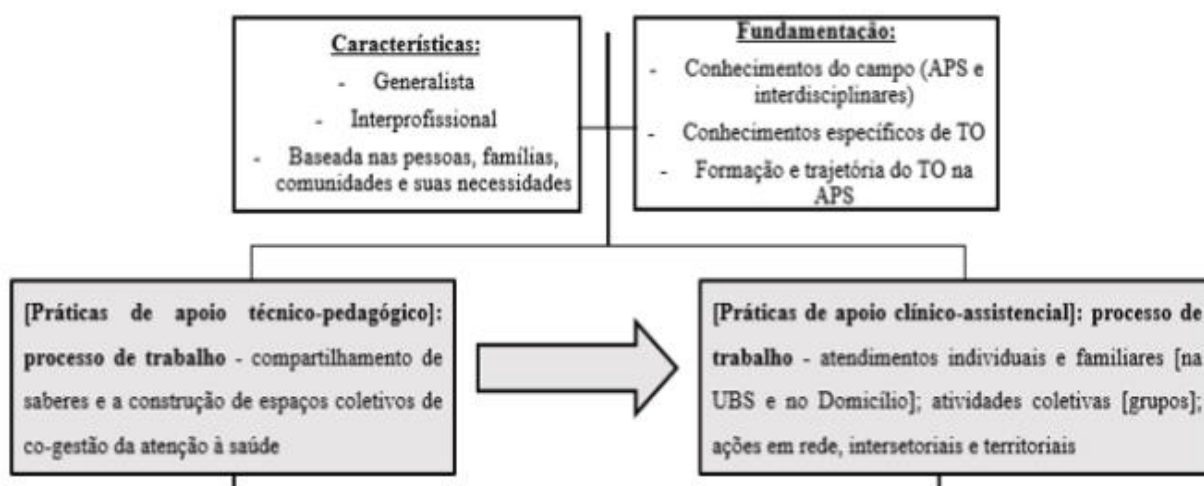 Características:
- Generalista
- Interprofissional
- Baseada nas pessoas, famílias,
comunidades e suas necessidades
Fundamentacão:
- Conhecimentos do campo (APS e
interdisciplinares)
- Conhecimentos específicos de TO
- Formação e trajetória do TO na
APS
[Práticas de apoio técnico-pedagógico]:
processo de trabalho - compartilhamento de
saberes e a construção de espaços coletivos de
co-gestão da atenção à saúde
[Práticas de apoio clínico-assistencial]: processo de
trabalho - atendimentos individuais e familiares [na
UBS e no Domicílio]; atividades coletivas [grupos];
ações em rede, intersetoriais e territoriais